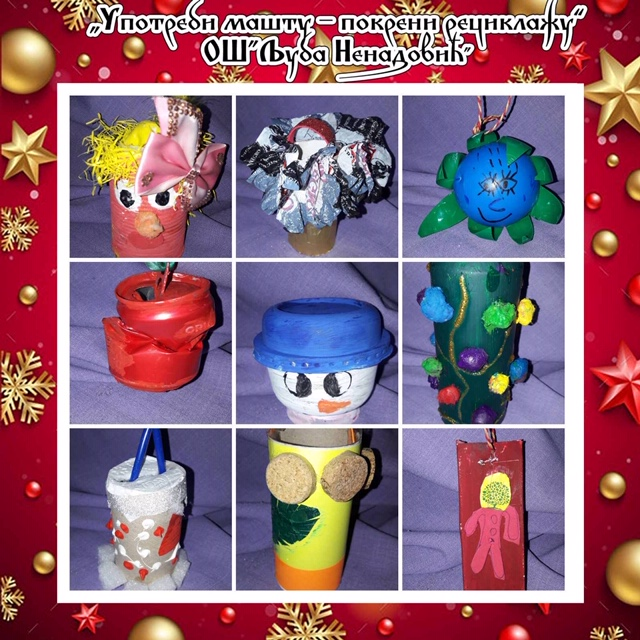 „Употреби машту – покрени рециклажу“
ОШ"Љуба Ненадовић"